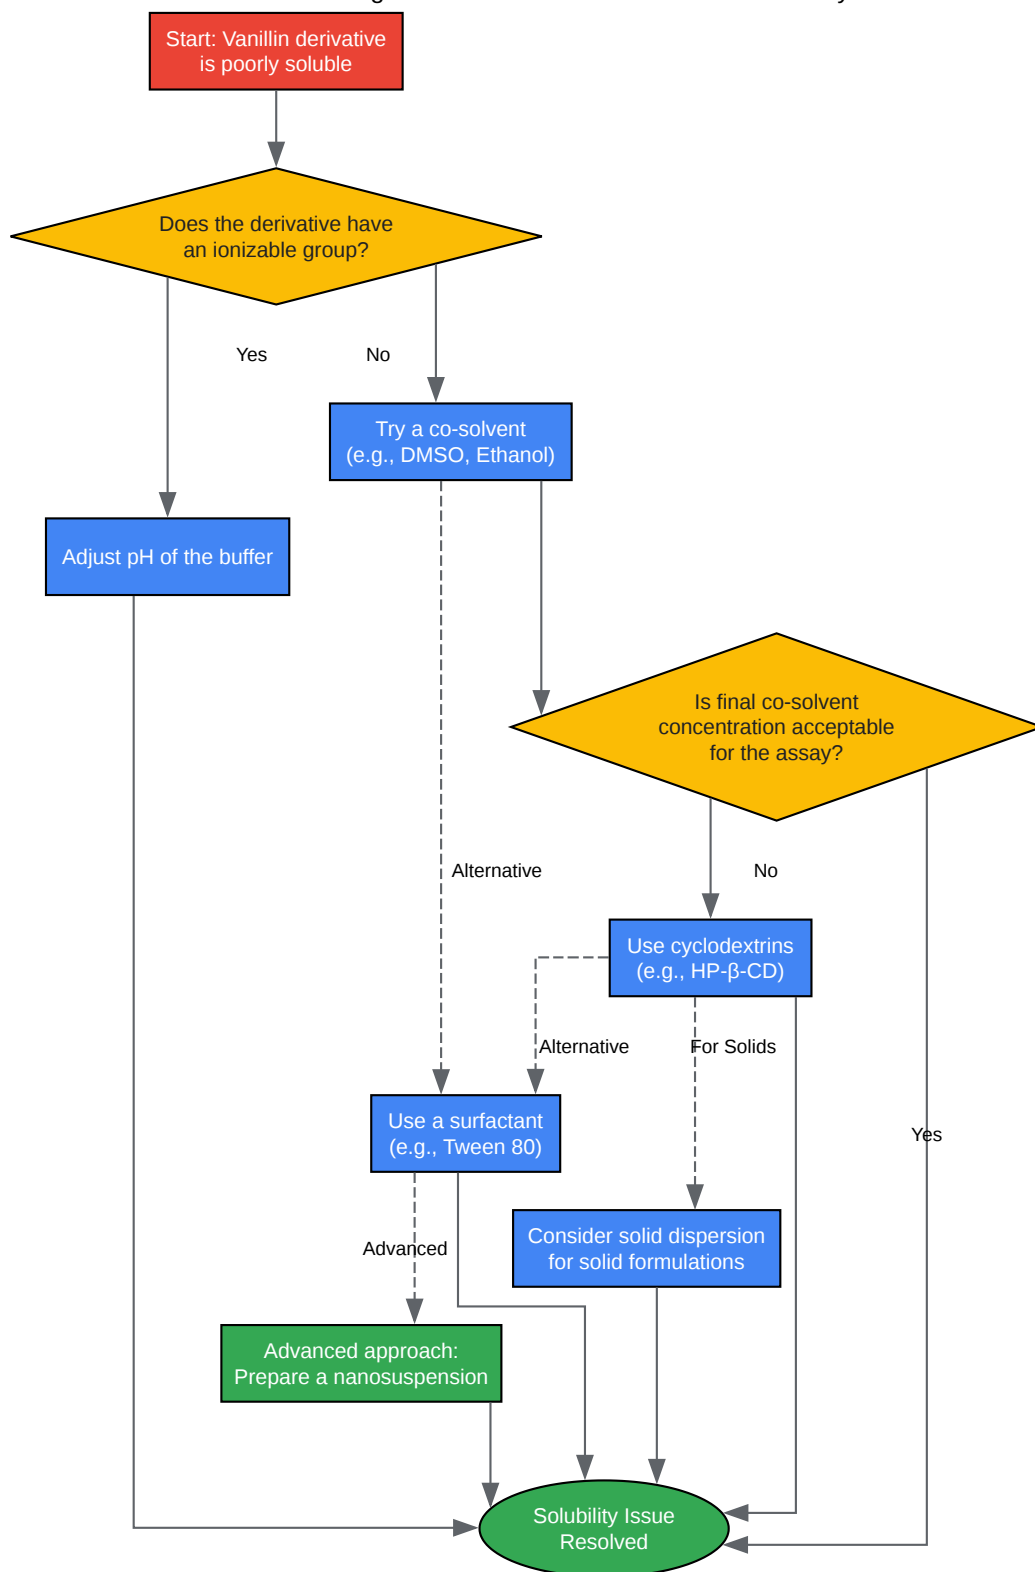 Start: Vanillin derivative
is poorly soluble
Does the derivative have
an ionizable group?
Yes
No
Try a co-solvent
(e.g., DMSO, Ethanol)
Adjust pH of the buffer
Is final co-solvent
concentration acceptable
for the assay?
Alternative
No
Use cyclodextrins
(e.g., HP-β-CD)
Alternative
For Solids
Use a surfactant
(e.g., Tween 80)
Yes
Consider solid dispersion
for solid formulations
Advanced
Advanced approach:
Prepare a nanosuspension
Solubility Issue
Resolved